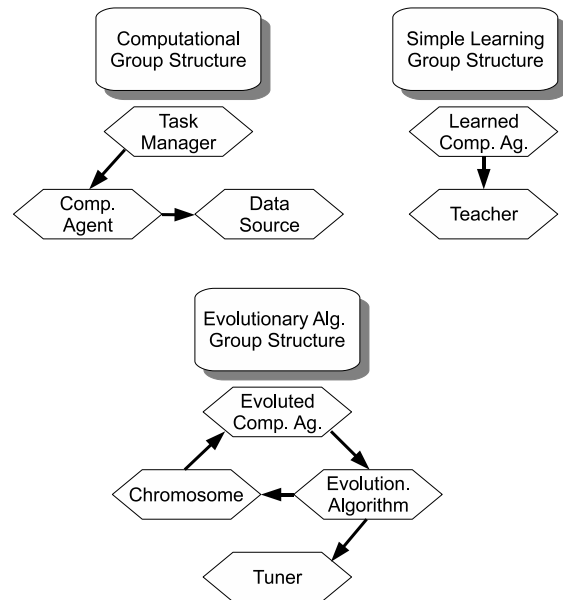 Computational
Group Structure
Task
Manager
Comp.
Agent
Data
Source
Simple Learning
Group Structure
Learned
Comp. Ag.
Teacher
Evolutionary Alg.
Group Structure
Evoluted
Comp. Ag.
Chromosome
Evolution.
Algorithm
Tuner